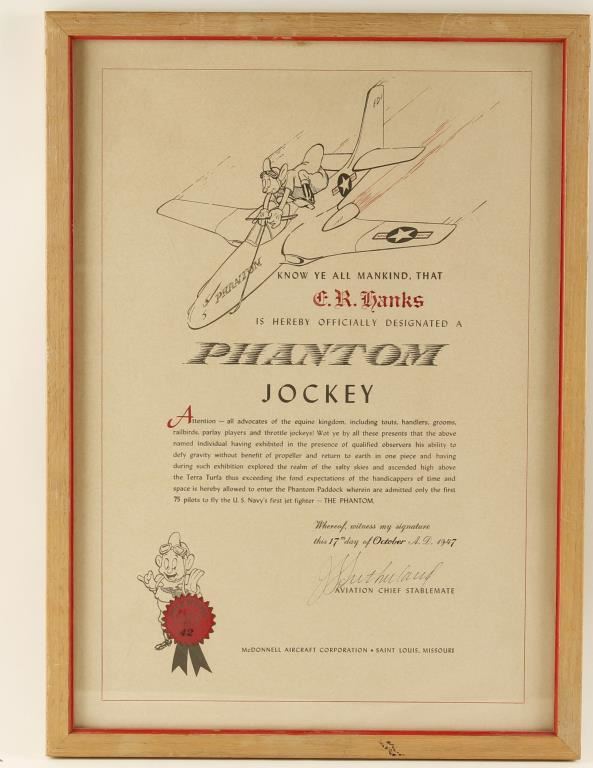 PHANTOM
KNOW YE ALL MANKIND, THAT
E.R. Hanks
IS HEREBY OFFICIALLY DESIGNATED A
PHANTOM
JOCKEY
Attention — all advocates of the equine kingdom, including touts, handlers, grooms,
railbirds, parlay players and throttle jockeys! Wot ye by all these presents that the above
named individual having exhibited in the presence of qualified observers his ability to
defy gravity without benefit of propeller and return to earth in one piece and having
during such exhibition explored the realm of the salty skies and ascended high above
the Terra Turfa thus exceeding the fond expectations of the handicappers of time and
space is hereby allowed to enter the Phantom Paddock wherein are admitted only the first
75 pilots to fly the U. S. Navy's first jet fighter — THE PHANTOM.
Whereof, witness my signature
this 17th day of October A. D. 1947
J Sutherland
AVIATION CHIEF STABLEMATE
42
McDONNELL AIRCRAFT CORPORATION • SAINT LOUIS, MISSOURI